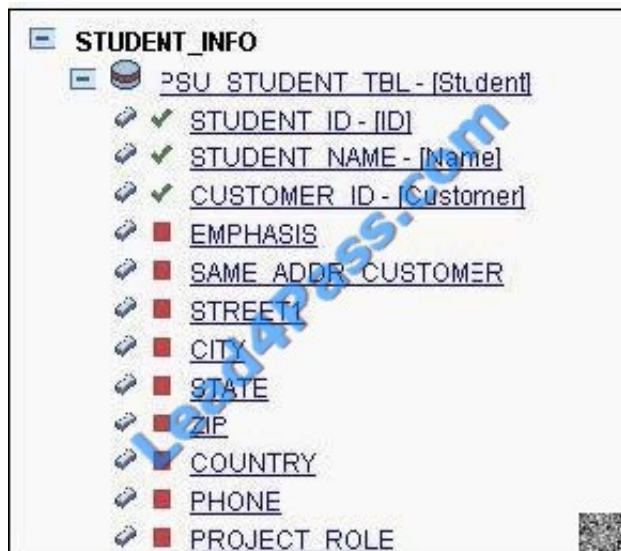 STUDENT_INFO
PSU_STUDENT_TBL - [Student]
STUDENT_ID - [ID]
STUDENT_NAME - [Name]
CUSTOMER_ID - [Customer]
EMPHASIS
SAME_ADDR_CUSTOMER
STREET1
CITY
STATE
ZIP
COUNTRY
PHONE
PROJECT_ROLE
Lead4Pass.com